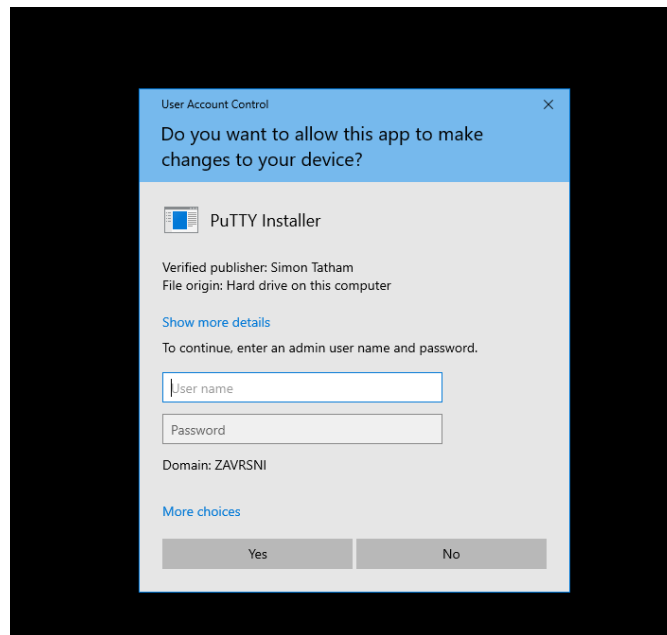 User Account Control
Do you want to allow this app to make
changes to your device?
PuTTY Installer
Verified publisher: Simon Tatham
File origin: Hard drive on this computer
Show more details
To continue, enter an admin user name and password.
User name
Password
Domain: ZAVRSNI
More choices
Yes
No